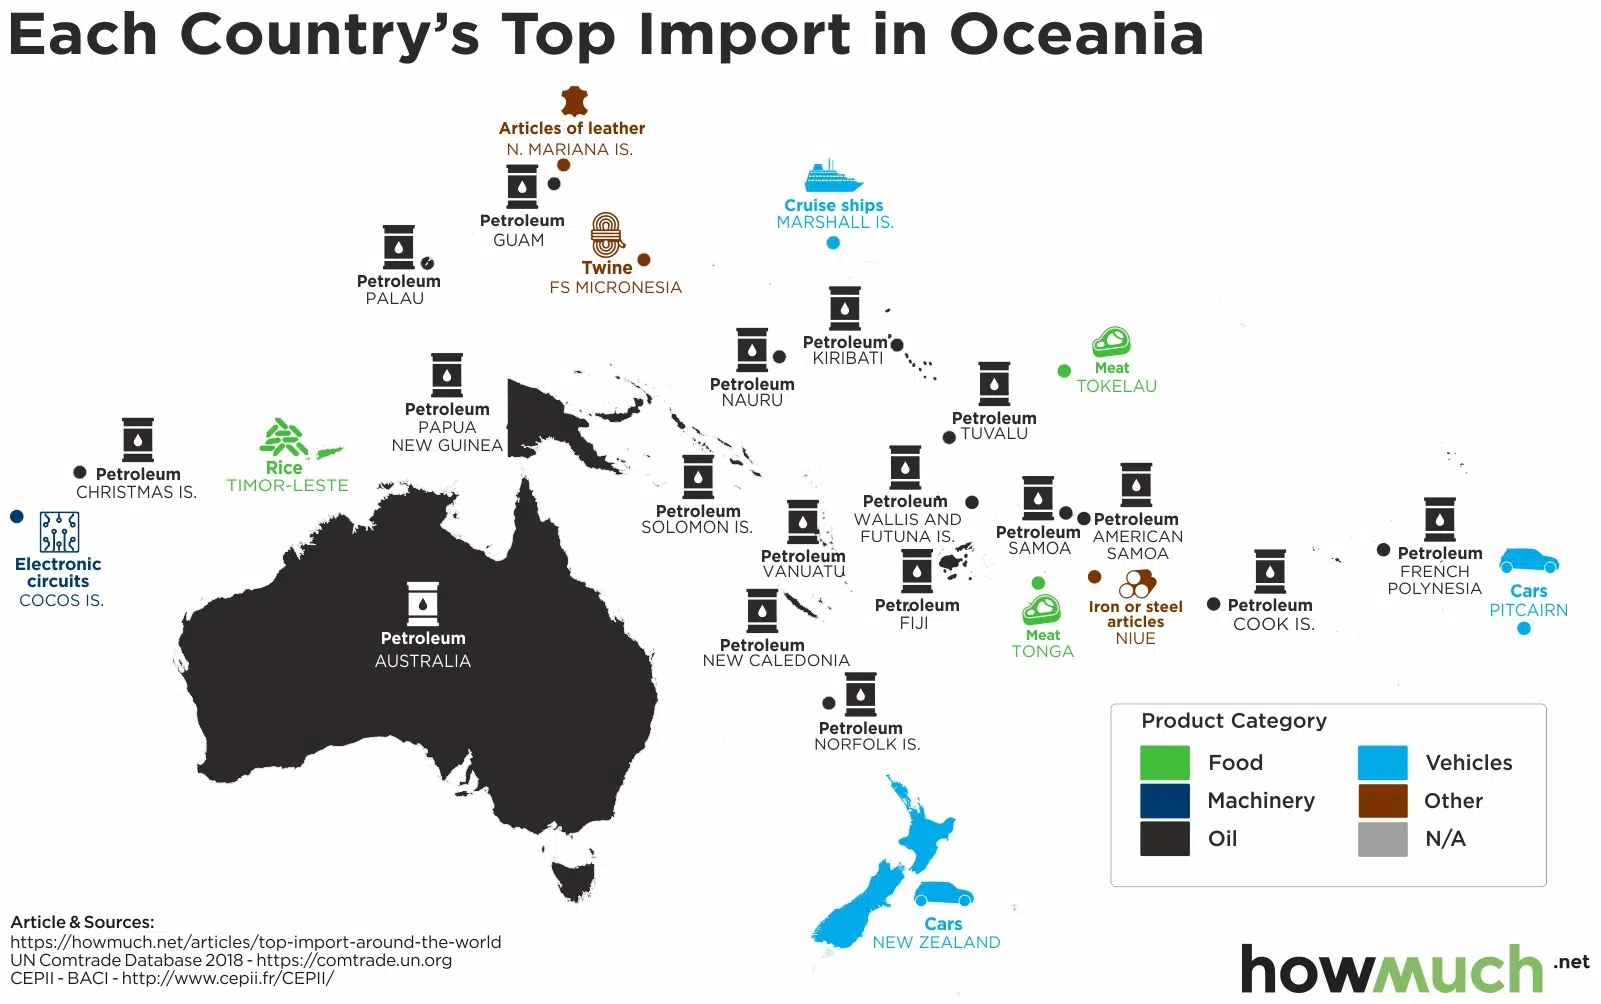 Each Country's Top Import in Oceania
Articles of leather
N. MARIANA IS.
Petroleum
GUAM
Cruise ships
MARSHALL IS.
Twine
FS MICRONESIA
Petroleum
PALAU
Petroleum
KIRIBATI
Petroleum
NAURU
Meat
TOKELAU
Petroleum
PAPUA
NEW GUINEA
Petroleum
TUVALU
Petroleum
CHRISTMAS IS.
Rice
TIMOR-LESTE
Petroleum
SOLOMON IS.
Petroleum
WALLIS AND
FUTUNA IS.
Petroleum
SAMOA
Petroleum
AMERICAN
SAMOA
Electronic
circuits
COCOS IS.
Petroleum
VANUATU
Petroleum
FRENCH
POLYNESIA
Cars
PITCAIRN
Petroleum
FIJI
Petroleum
COOK IS.
Iron or steel
articles
NIUE
Meat
TONGA
Petroleum
AUSTRALIA
Petroleum
NEW CALEDONIA
Petroleum
NORFOLK IS.
Cars
NEW ZEALAND
Product Category
Food
Vehicles
Machinery
Other
Oil
N/A
Article & Sources:
https://howmuch.net/articles/top-import-around-the-world
UN Comtrade Database 2018 - https://comtrade.un.org
CEPII - BACI - http://www.cepii.fr/CEPII/
howmuch.net